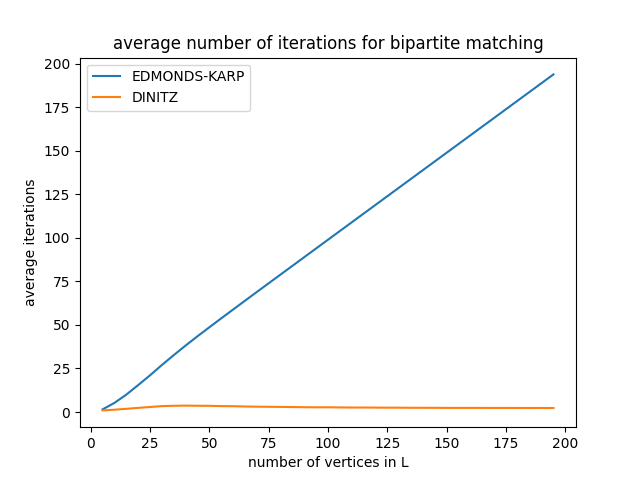 average number of iterations for bipartite matching
EDMONDS-KARP
DINITZ
average iterations
200
175
150
125
100
75
50
25
0
0 25 50 75 100 125 150 175 200
number of vertices in L